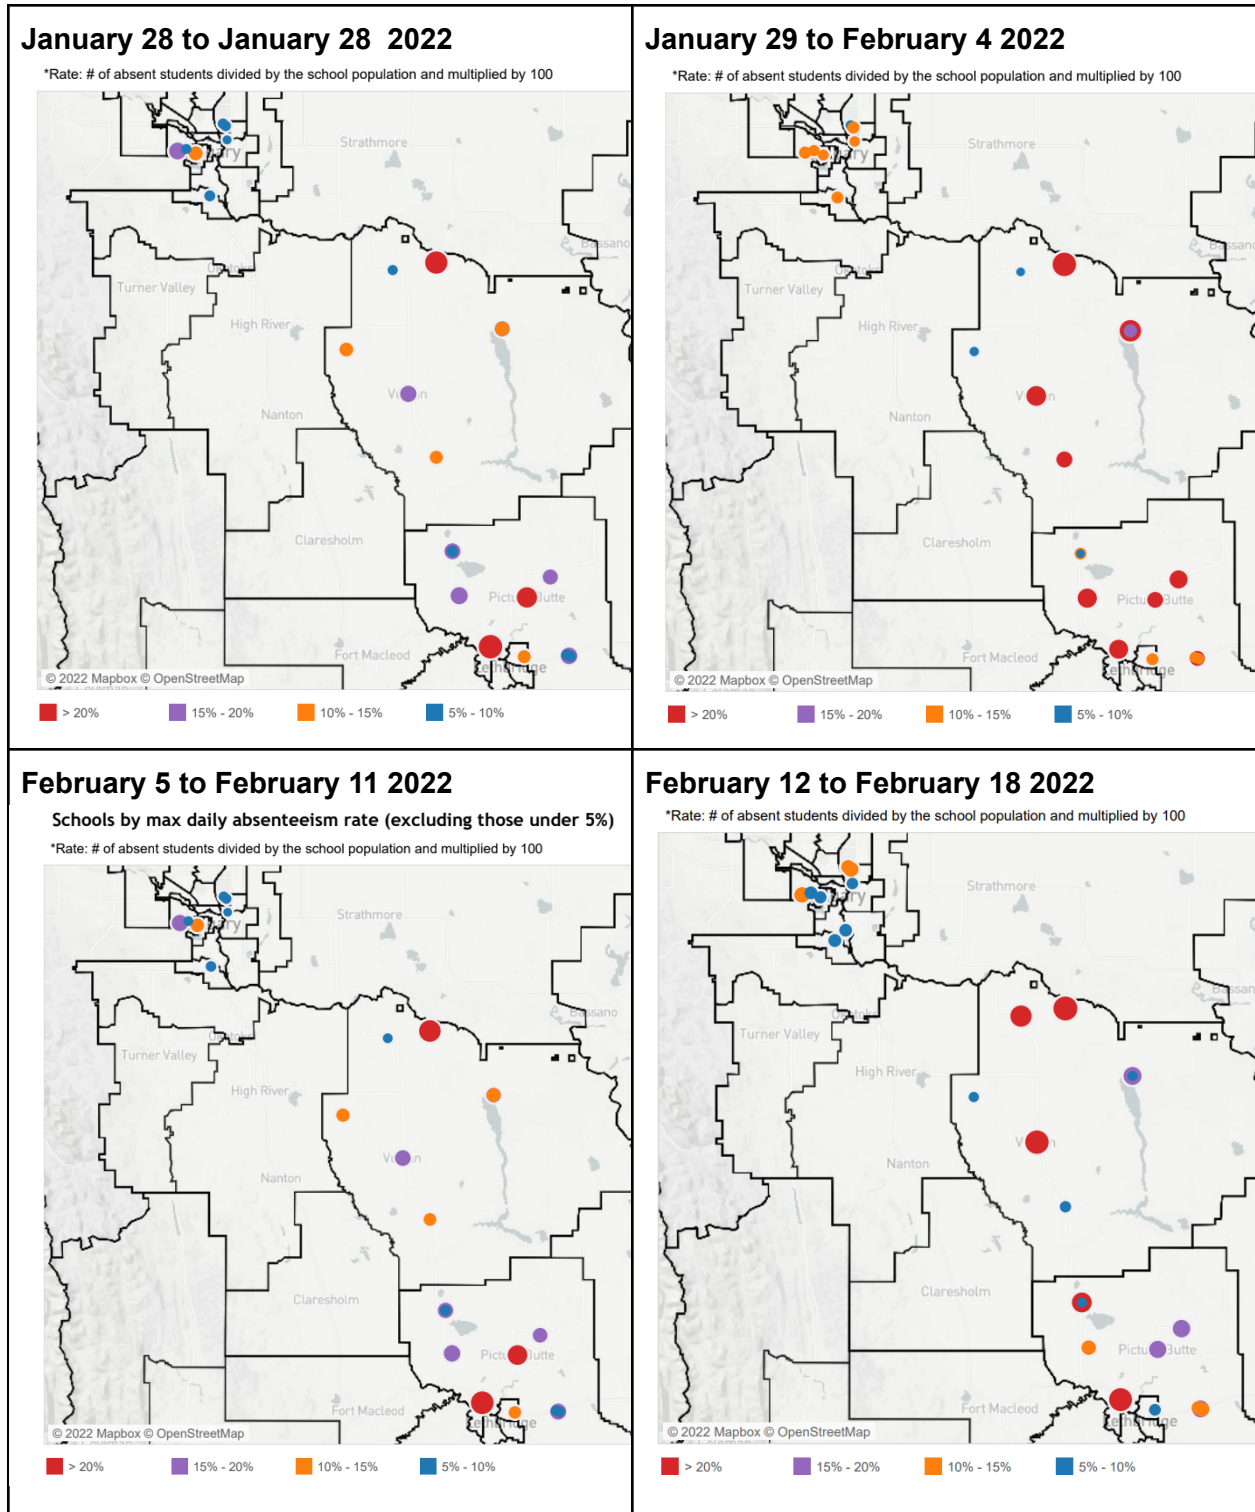 January 28 to January 28 2022
*Rate: # of absent students divided by the school population and multiplied by 100
Strathmore
Bassano
Turner Valley
High River
Nanton
Claresholm
Fort Macleod
© 2022 Mapbox © OpenStreetMap
> 20%
15% - 20%
10% - 15%
5% - 10%
January 29 to February 4 2022
*Rate: # of absent students divided by the school population and multiplied by 100
Strathmore
Bassano
Turner Valley
High River
Nanton
Claresholm
Fort Macleod
© 2022 Mapbox © OpenStreetMap
> 20%
15% - 20%
10% - 15%
5% - 10%
February 5 to February 11 2022
Schools by max daily absenteeism rate (excluding those under 5%)
*Rate: # of absent students divided by the school population and multiplied by 100
Strathmore
Bassano
Turner Valley
High River
Nanton
Claresholm
Fort Macleod
© 2022 Mapbox © OpenStreetMap
> 20%
15% - 20%
10% - 15%
5% - 10%
February 12 to February 18 2022
*Rate: # of absent students divided by the school population and multiplied by 100
Strathmore
Turner Valley
High River
Nanton
Claresholm
Fort Macleod
© 2022 Mapbox © OpenStreetMap
> 20%
15% - 20%
10% - 15%
5% - 10%